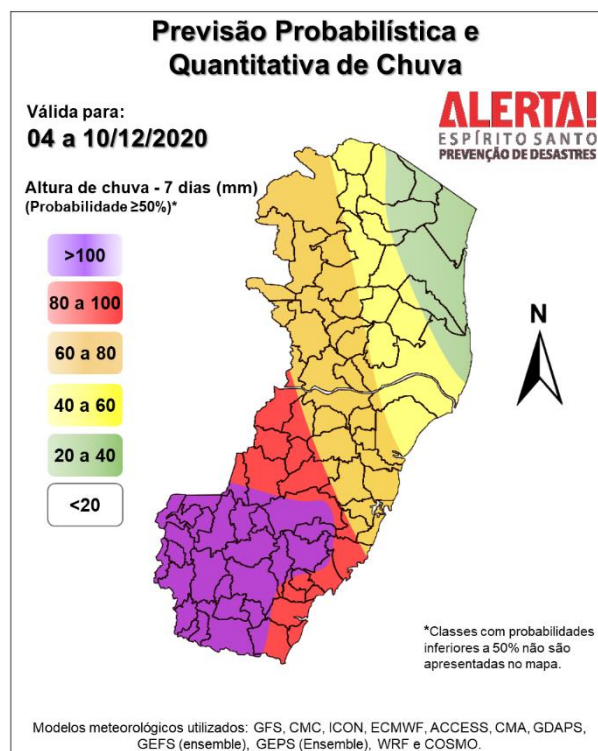 Previsão Probabilística e
Quantitativa de Chuva
Válida para:
04 a 10/12/2020
ALERTA!
ESPÍRITO SANTO
PREVENÇÃO DE DESASTRES
Altura de chuva - 7 dias (mm)
(Probabilidade ≥50%)*
>100
80 a 100
60 a 80
40 a 60
20 a 40
<20
N
*Classes com probabilidades
inferiores a 50% não são
apresentadas no mapa.
Modelos meteorológicos utilizados: GFS, CMC, ICON, ECMWF, ACCESS, CMA, GDAPS,
GEFS (ensemble), GEPS (Ensemble), WRF e COSMO.